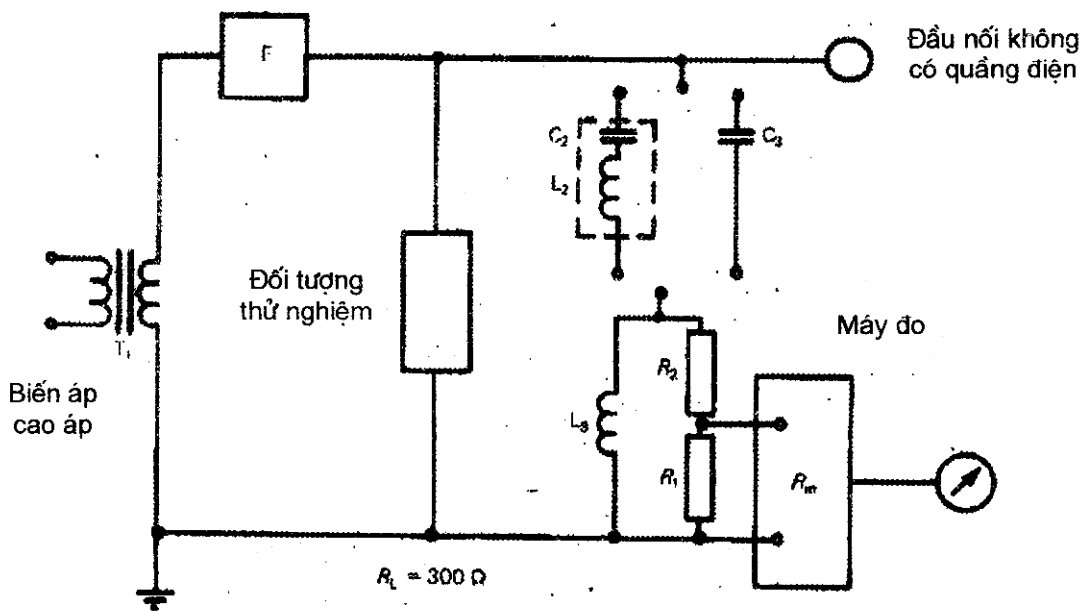 F
Đầu nối không
có quầng điện
C₂
L₂
C₃
Đối tượng
thử nghiệm
T₁
Biến áp
cao áp
Máy đo
R₂
L₃
R₁
Rₘ
R_L = 300 Ω